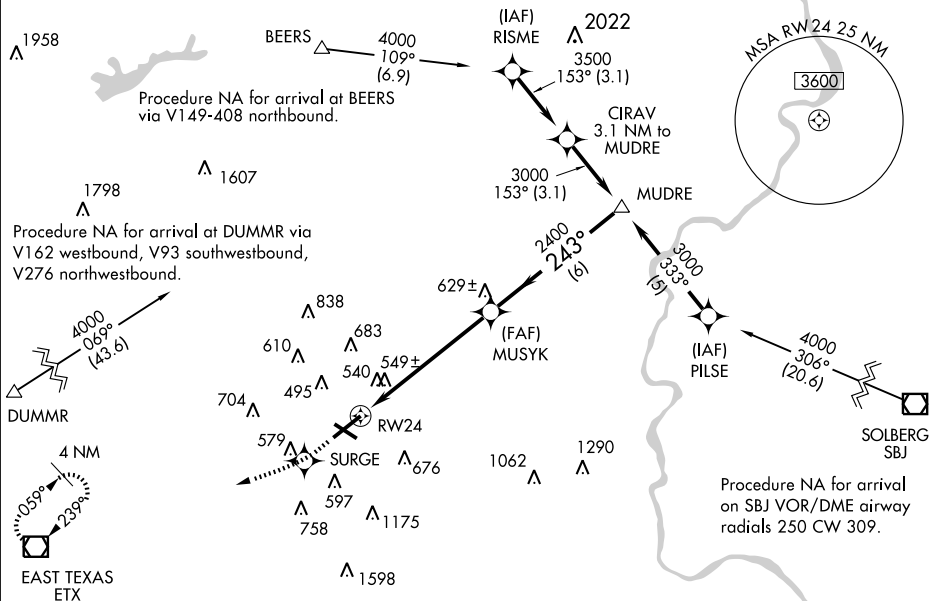 1958
BEERS
4000
109°
(6.9)
(IAF)
RISME
2022
3500
153° (3.1)
MSA RW 24 25 NM
3600
Procedure NA for arrival at BEERS
via V149-408 northbound.
CIRAV
3.1 NM to
MUDRE
1607
3000
153° (3.1)
MUDRE
1798
Procedure NA for arrival at DUMMR via
V162 westbound, V93 southwestbound,
V276 northwestbound.
2400
243°
(6)
3000
333°
(5)
629±
838
(FAF)
MUSYK
(IAF)
PILSE
4000
069°
(43.6)
DUMMR
683
610
540
549±
495
704
RW24
4000
306°
(20.6)
SOLBERG
SBJ
579
SURGE
676
1062
1290
597
758
1175
1598
Procedure NA for arrival
on SBJ VOR/DME airway
radials 250 CW 309.
4 NM
059°
239°
EAST TEXAS
ETX